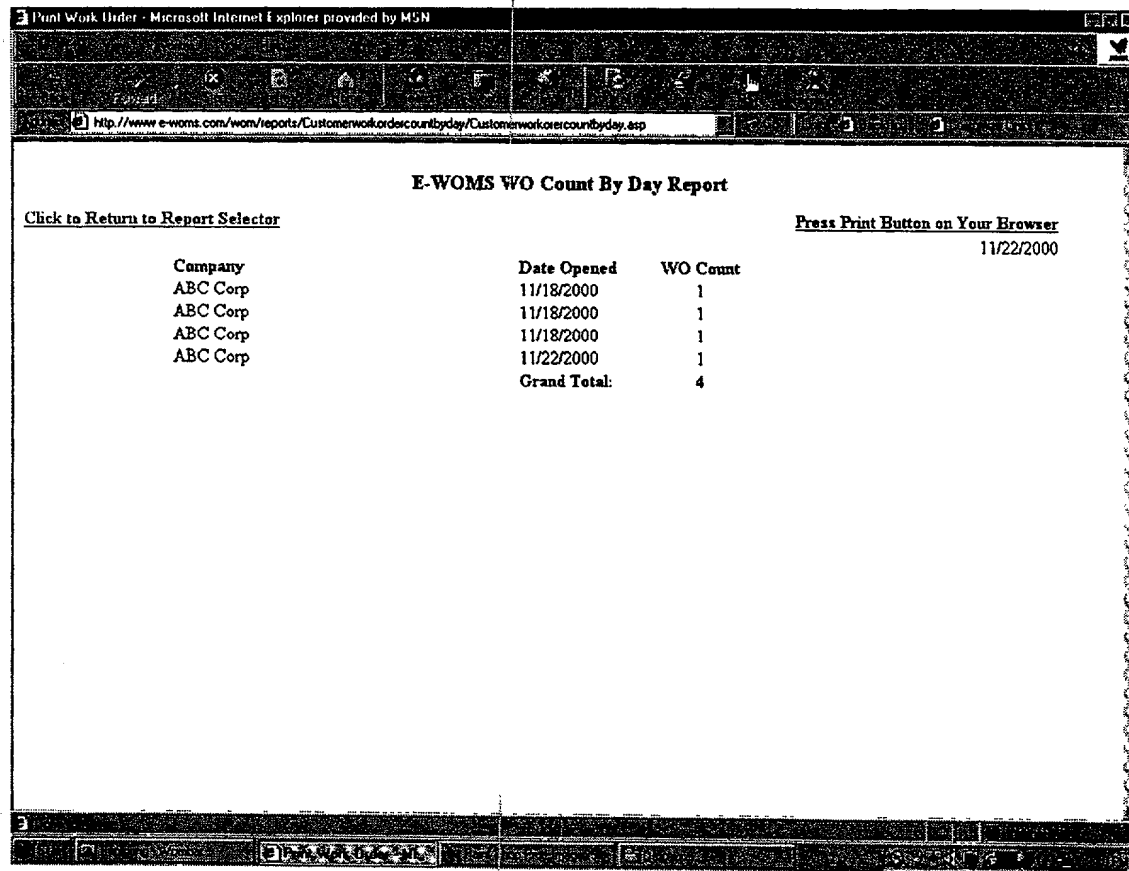 Print Work Order - Microsoft Internet Explorer provided by MSN
Forward
http://www.e-woms.com/wom/reports/Customerworkordercountbyday/Customerworkorercountbyday.asp
E-WOMS WO Count By Day Report
Click to Return to Report Selector
Press Print Button on Your Browser
11/22/2000
Company Date Opened WO Count
ABC Corp 11/18/2000 1
ABC Corp 11/18/2000 1
ABC Corp 11/18/2000 1
ABC Corp 11/22/2000 1
Grand Total: 4